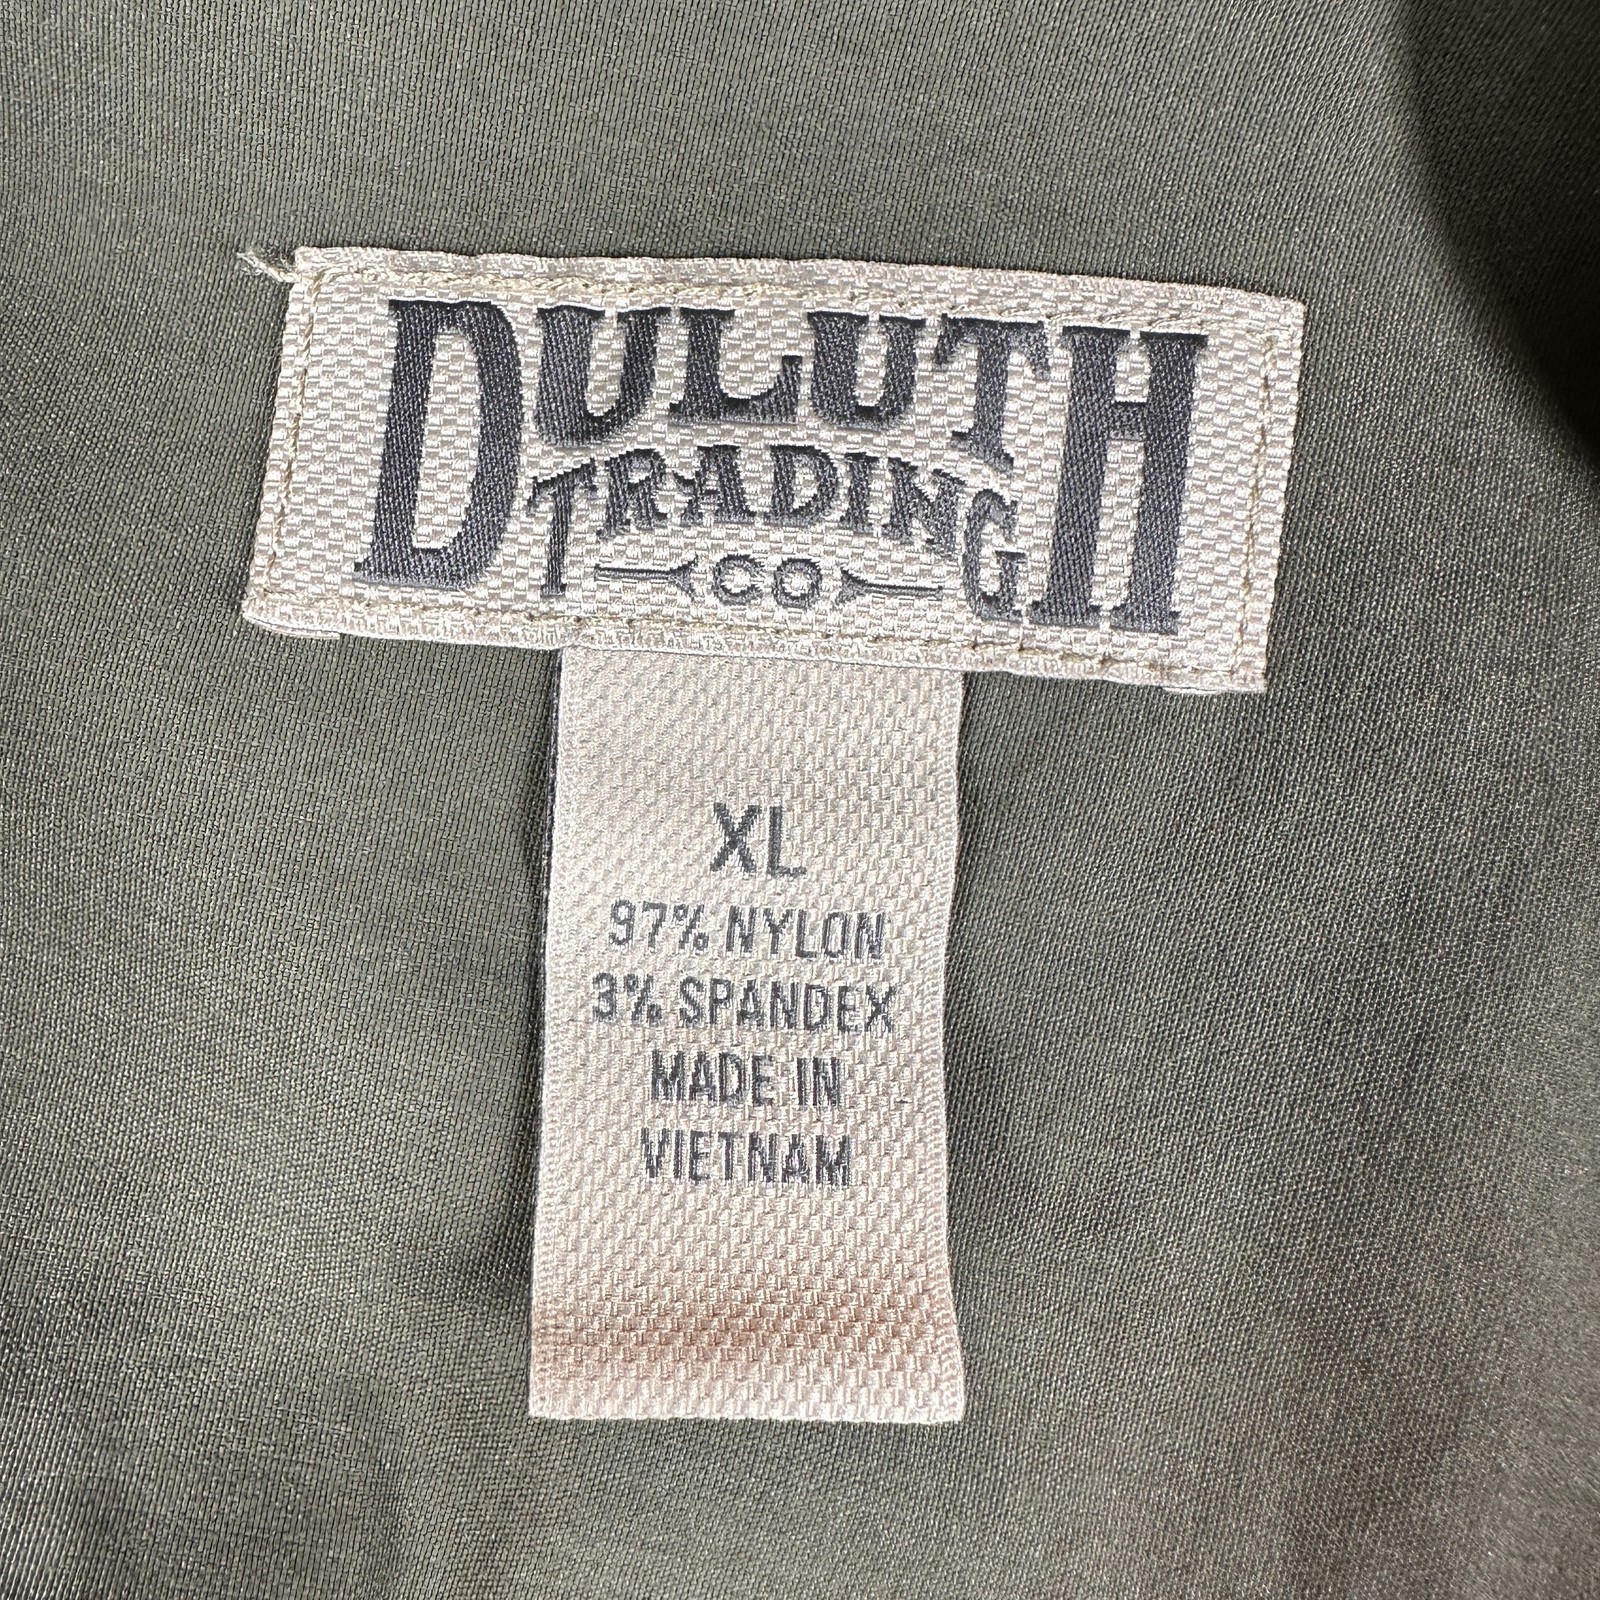 DULUTH
TRADING
CO
XL
97% NYLON
3% SPANDEX
MADE IN
VIETNAM